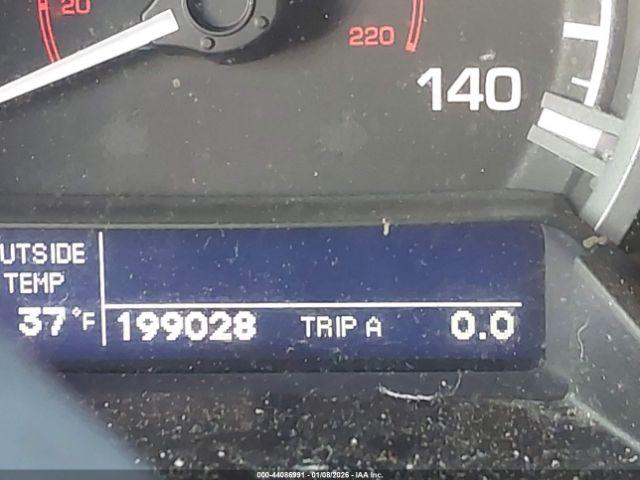 20
220
140
UTSIDE
TEMP
37°F
199028 TRIP A 0.0
000-44086991 - 01/08/2026 - IAA Inc.